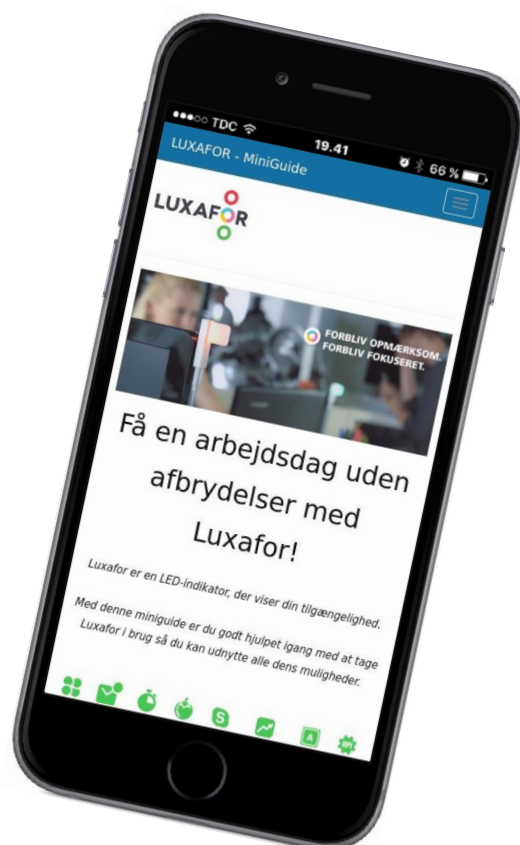 TDC 19.41 66 %
LUXAFOR - MiniGuide
LUXAFOR
FORBLIV OPMÆRKSOM.
FORBLIV FOKUSERET.
Få en arbejdsdag uden
afbrydelser med
Luxafor!
Luxafor er en LED-indikator, der viser din tilgængelighed.
Med denne miniguide er du godt hjulpet igang med at tage
Luxafor i brug så du kan udnytte alle dens muligheder.
S
A
API